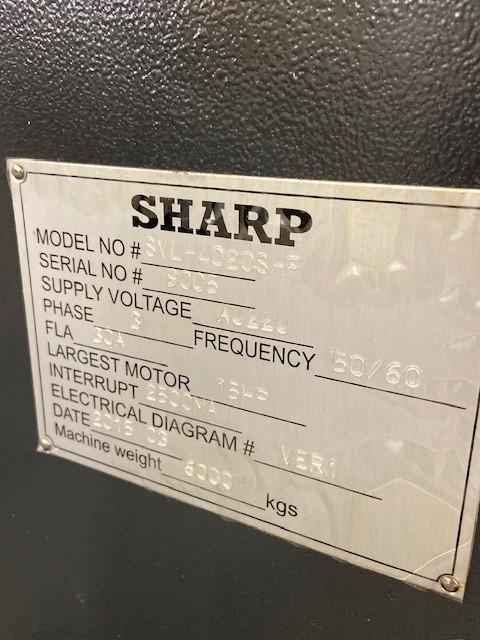 SHARP
MODEL NO # SVL-4020S-F
SERIAL NO #
SUPPLY VOLTAGE AC220
PHASE 3 FREQUENCY 50/60
FLA 30A
LARGEST MOTOR 15HP
INTERRUPT 2500MA
ELECTRICAL DIAGRAM # VER1
DATE 2015 03
Machine weight 6000 kgs